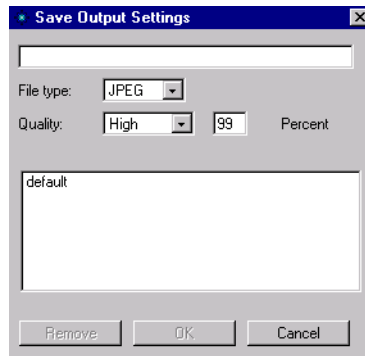 Save Output Settings
File type: JPEG
Quality: High 99 Percent
default
Remove OK Cancel